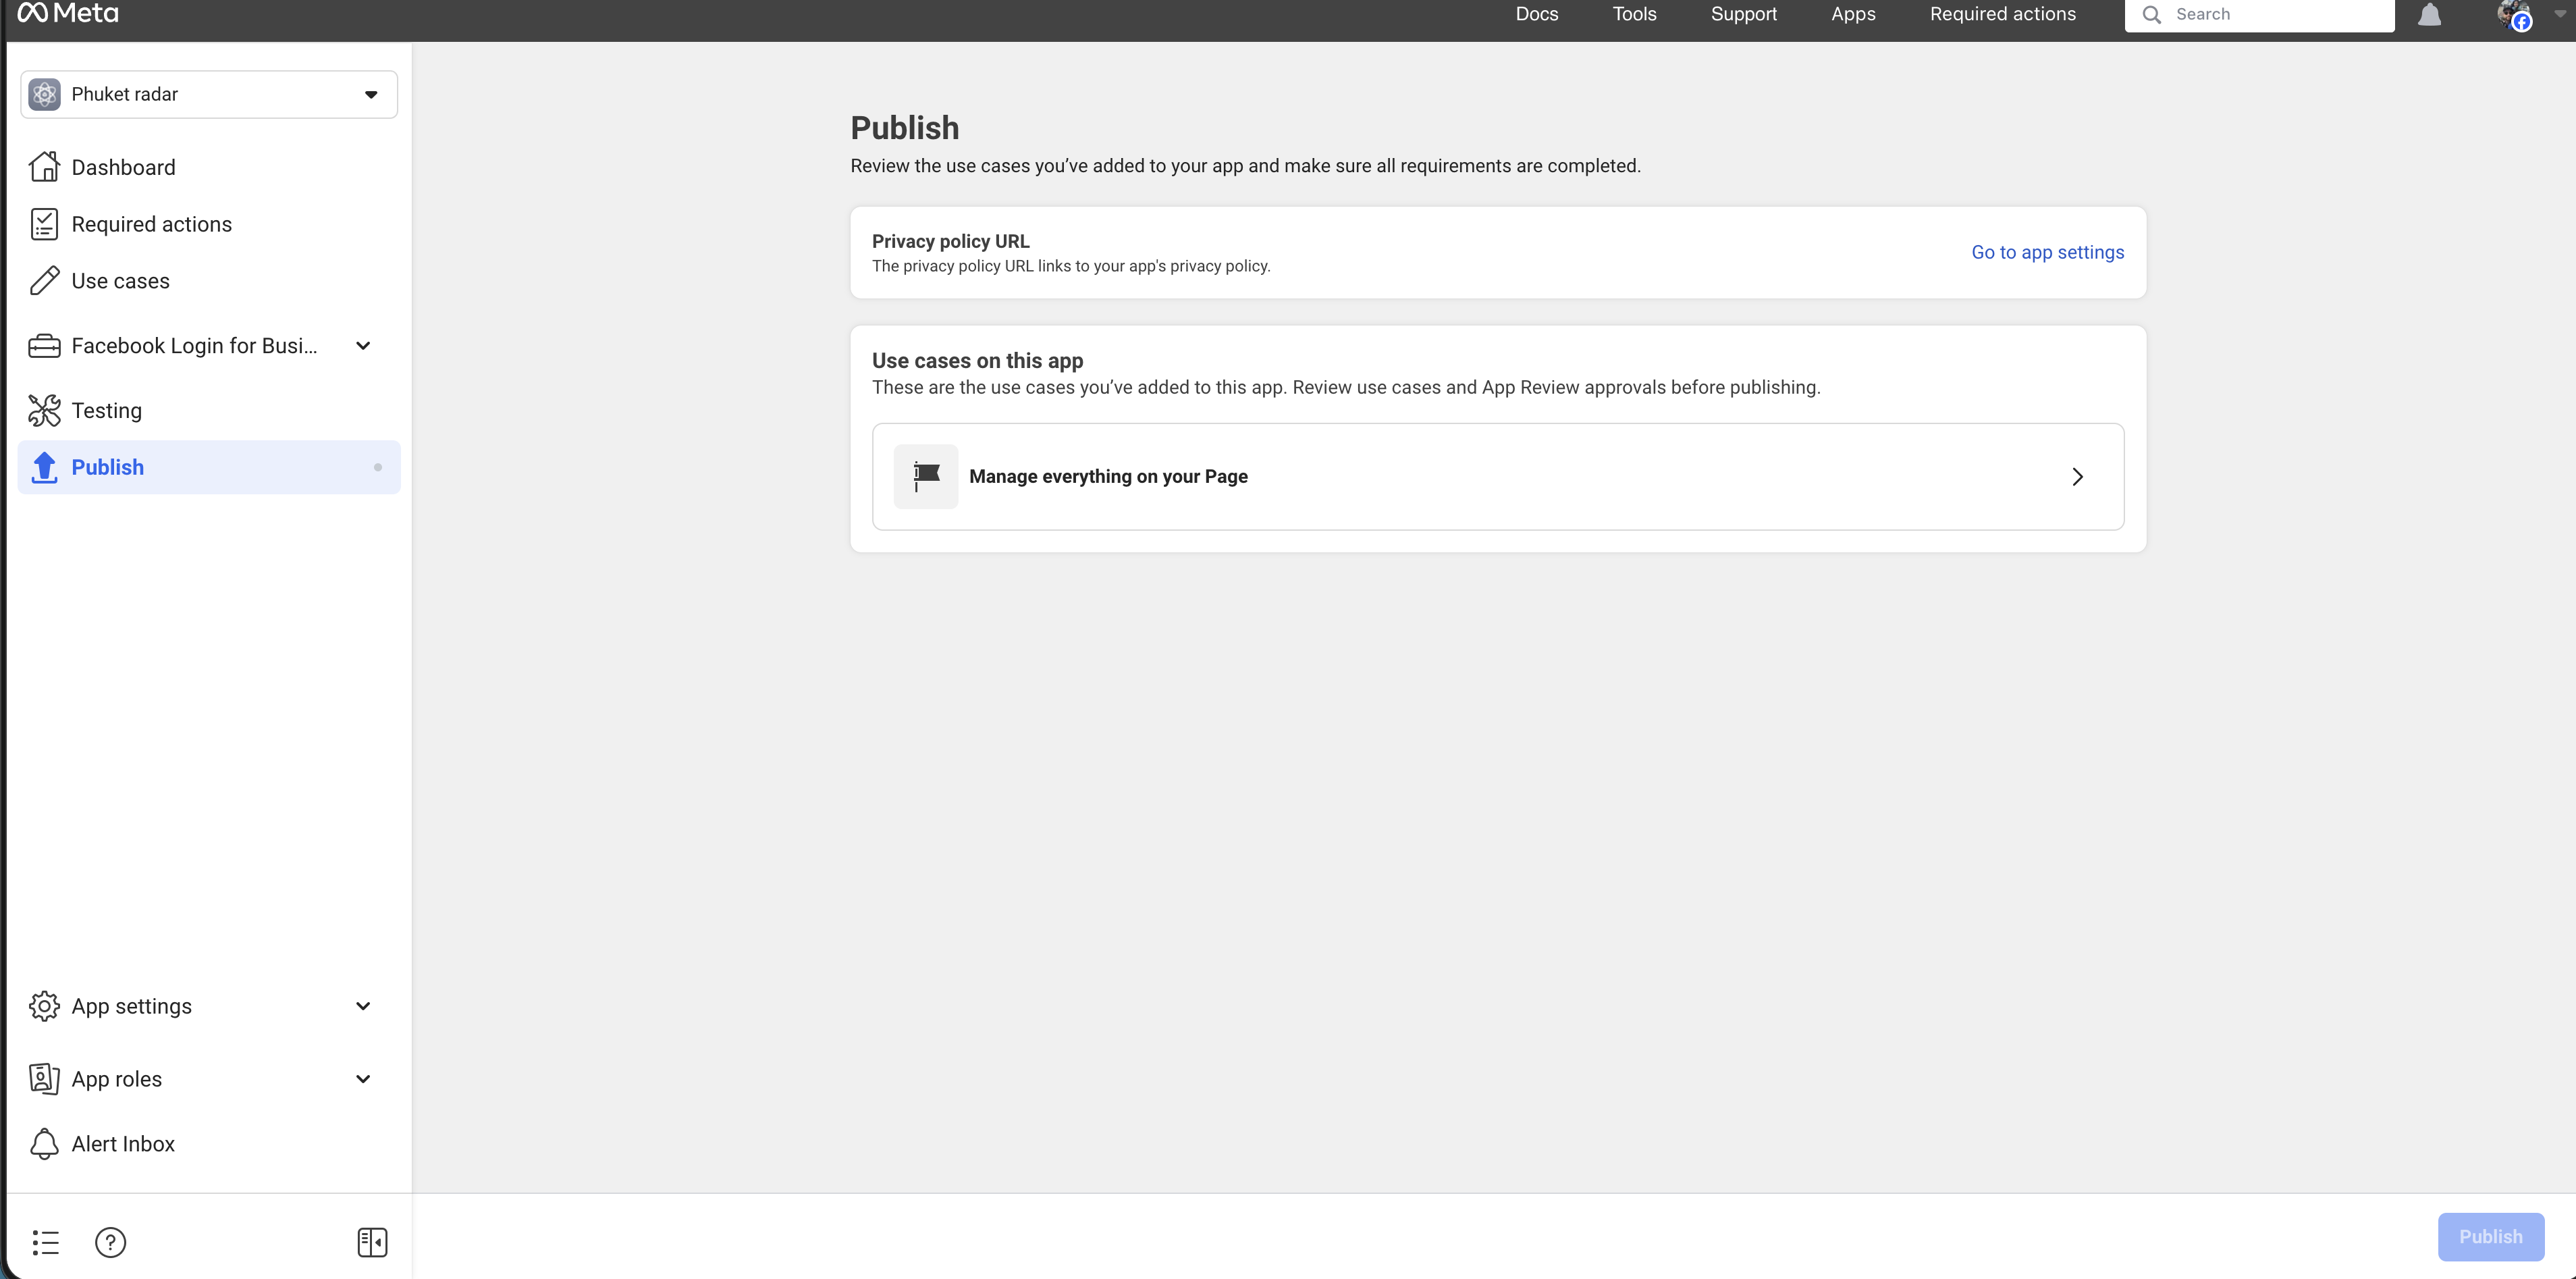 Meta
Docs
Tools
Support
Apps
Required actions
Search
Phuket radar
Dashboard
Required actions
Use cases
Facebook Login for Busi...
Testing
Publish
App settings
App roles
Alert Inbox
Publish
Review the use cases you’ve added to your app and make sure all requirements are completed.
Privacy policy URL
The privacy policy URL links to your app's privacy policy.
Go to app settings
Use cases on this app
These are the use cases you’ve added to this app. Review use cases and App Review approvals before publishing.
Manage everything on your Page
Publish